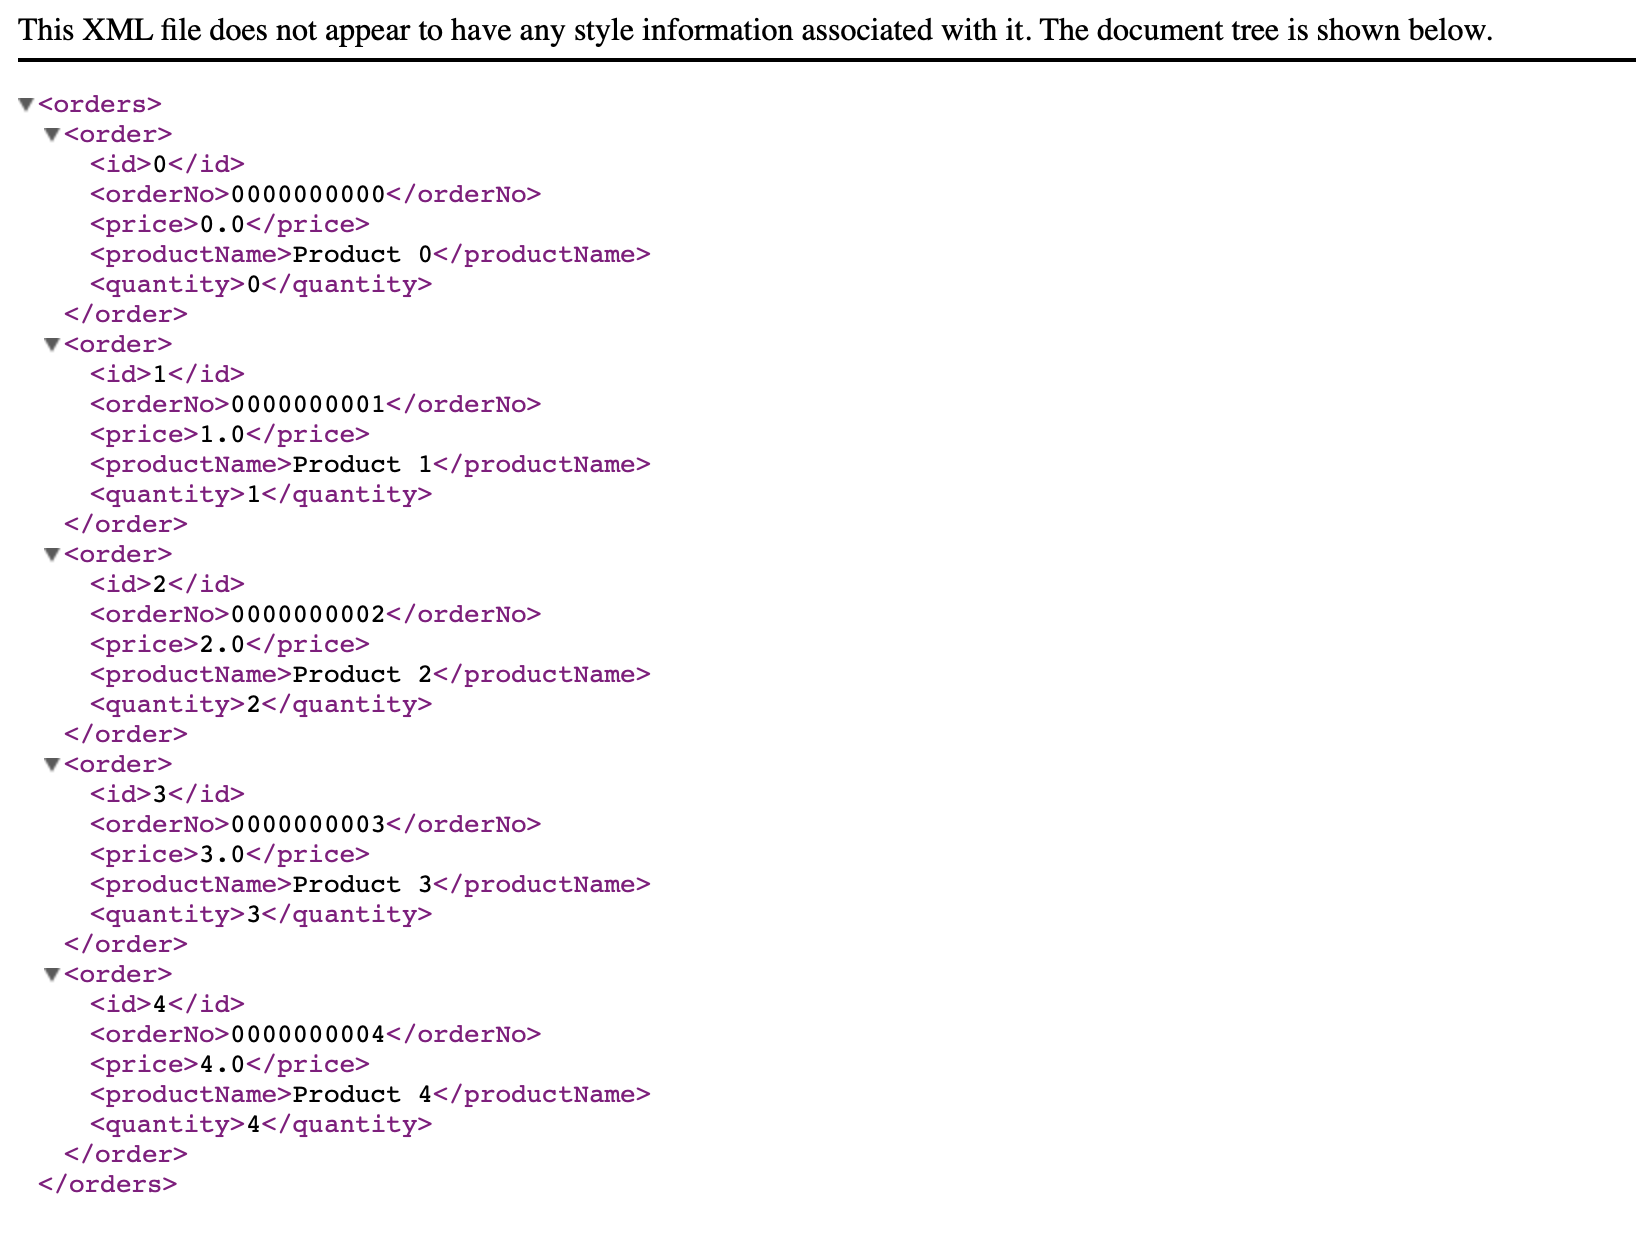 This XML file does not appear to have any style information associated with it. The document tree is shown below.
▼<orders>
▼<order>
<id>0</id>
<orderNo>0000000000</orderNo>
<price>0.0</price>
<productName>Product 0</productName>
<quantity>0</quantity>
</order>
▼<order>
<id>1</id>
<orderNo>0000000001</orderNo>
<price>1.0</price>
<productName>Product 1</productName>
<quantity>1</quantity>
</order>
▼<order>
<id>2</id>
<orderNo>0000000002</orderNo>
<price>2.0</price>
<productName>Product 2</productName>
<quantity>2</quantity>
</order>
▼<order>
<id>3</id>
<orderNo>0000000003</orderNo>
<price>3.0</price>
<productName>Product 3</productName>
<quantity>3</quantity>
</order>
▼<order>
<id>4</id>
<orderNo>0000000004</orderNo>
<price>4.0</price>
<productName>Product 4</productName>
<quantity>4</quantity>
</order>
</orders>